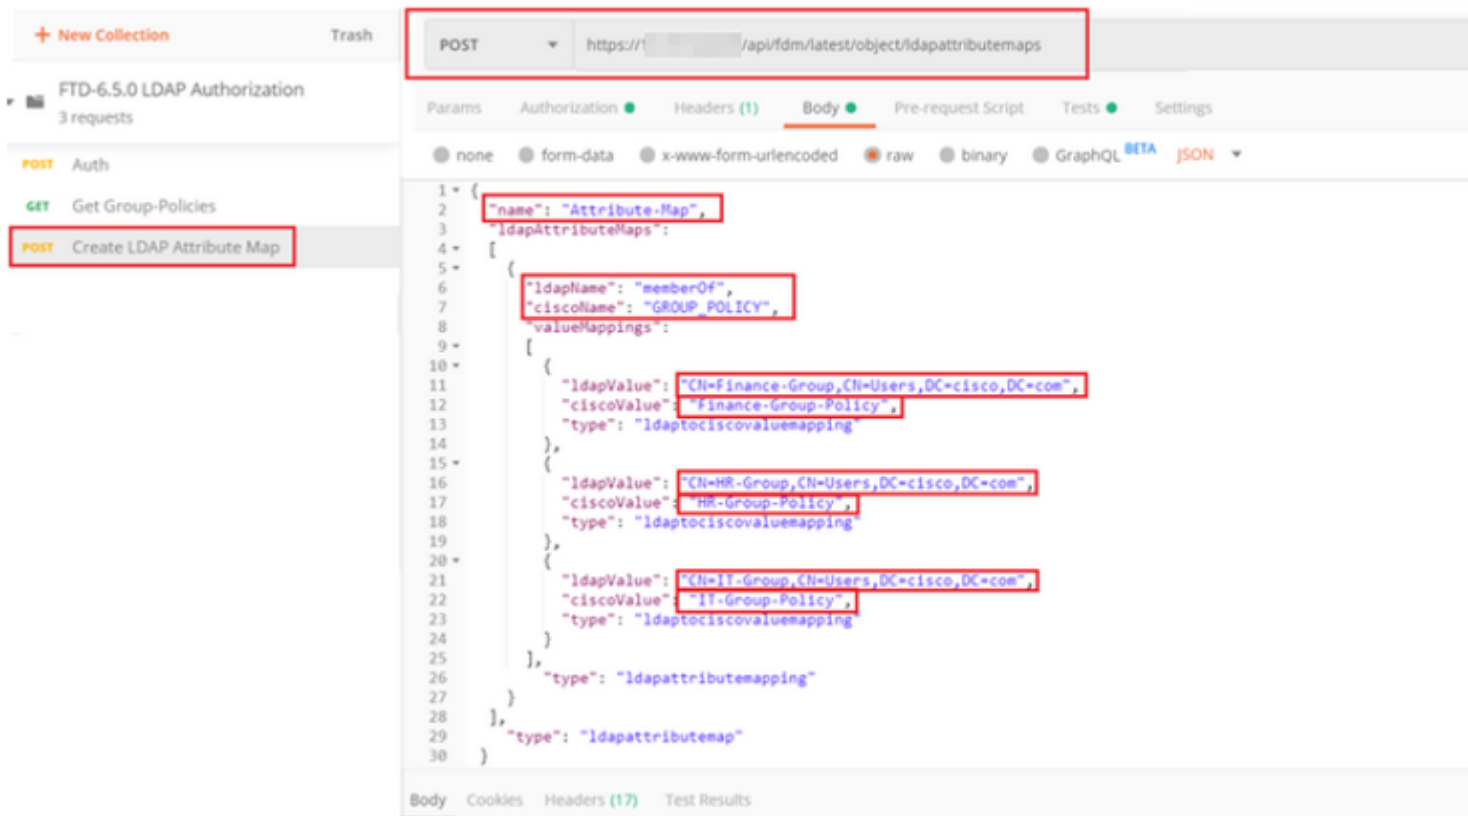 + New Collection
Trash
FTD-6.5.0 LDAP Authorization
3 requests
POST Auth
GET Get Group-Policies
POST Create LDAP Attribute Map
POST https:// /api/fdm/latest/object/ldapattributemaps
Params Authorization Headers (1) Body Pre-request Script Tests Settings
none form-data x-www-form-urlencoded raw binary GraphQL BETA JSON
1 {
2 "name": "Attribute-Map",
3 "ldapAttributeMaps":
4 [
5 {
6 "ldapName": "memberOf",
7 "ciscoName": "GROUP_POLICY",
8 "valueMappings":
9 [
10 {
11 "ldapValue": "CN=Finance-Group,CN=Users,DC=cisco,DC=com",
12 "ciscoValue": "Finance-Group-Policy",
13 "type": "ldaptociscovaluemapping"
14 },
15 {
16 "ldapValue": "CN=HR-Group,CN=Users,DC=cisco,DC=com",
17 "ciscoValue": "HR-Group-Policy",
18 "type": "ldaptociscovaluemapping"
19 },
20 {
21 "ldapValue": "CN=IT-Group,CN=Users,DC=cisco,DC=com",
22 "ciscoValue": "IT-Group-Policy",
23 "type": "ldaptociscovaluemapping"
24 }
25 ],
26 "type": "ldapattributemapping"
27 }
28 ],
29 "type": "ldapattributemap"
30 }
Body Cookies Headers (17) Test Results